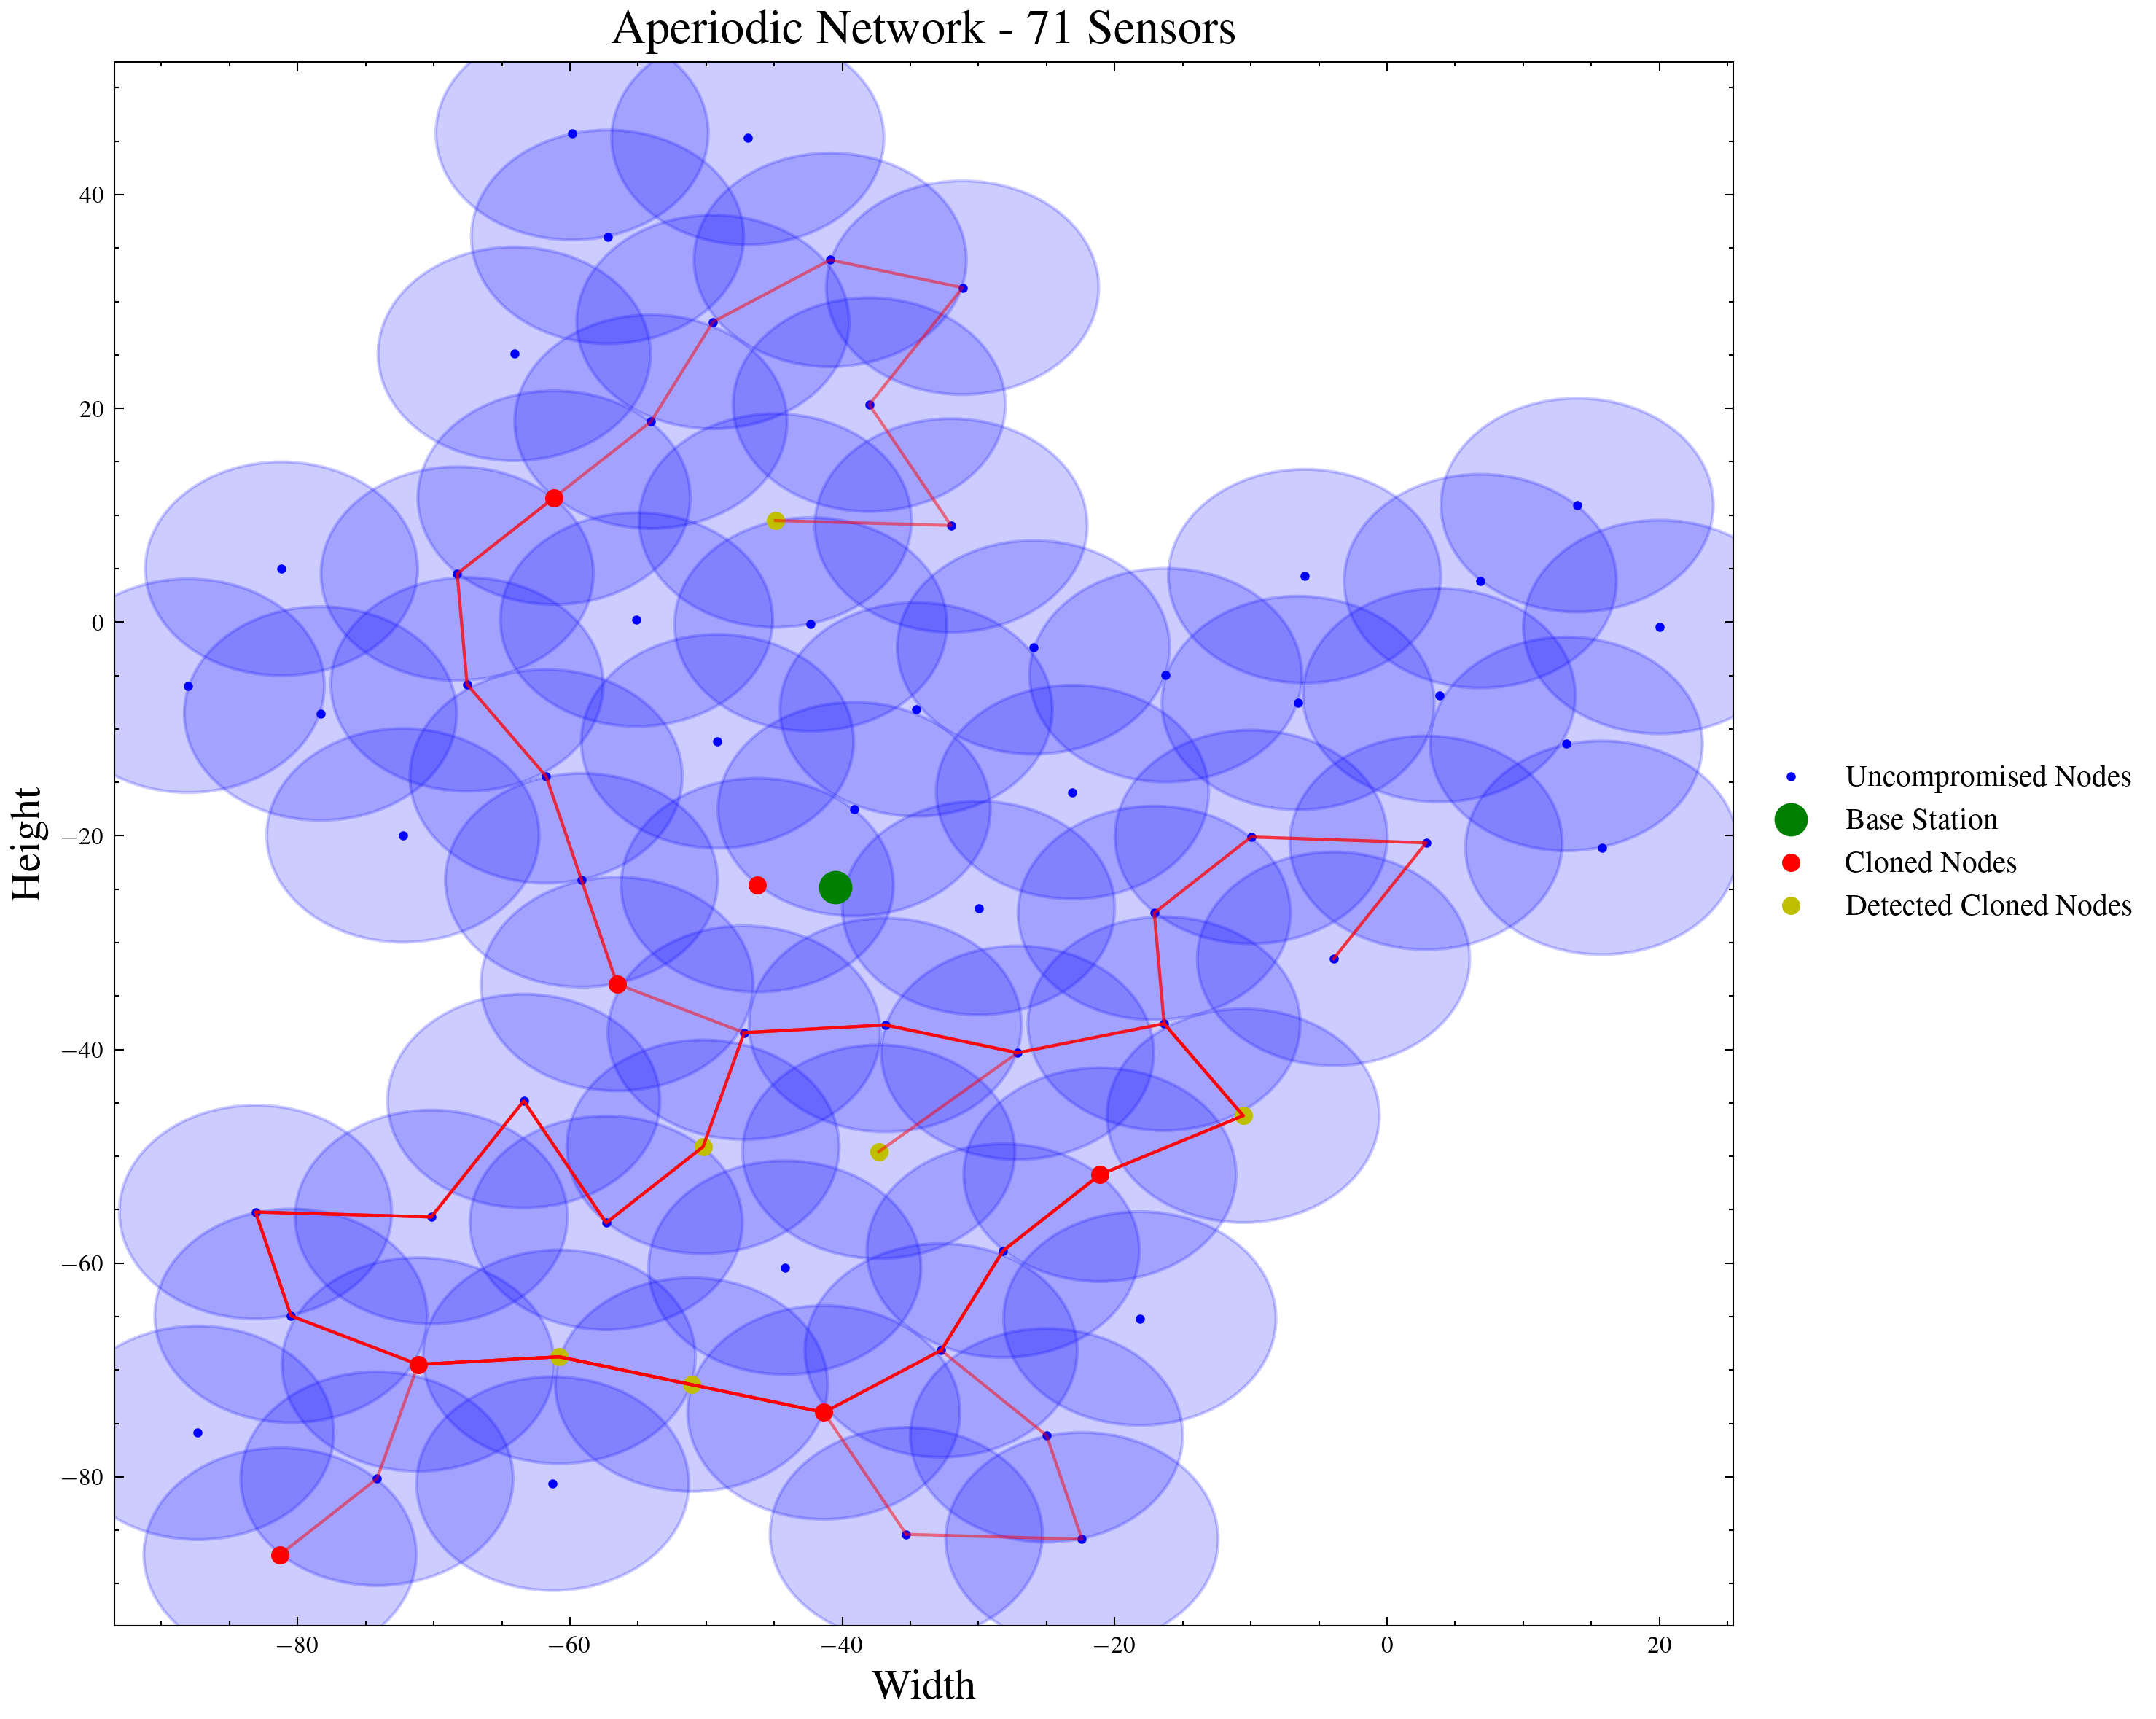 Aperiodic Network - 71 Sensors
40
20
0
−20
−40
−60
−80
Height
−80
−60
−40
−20
0
20
Width
Uncompromised Nodes
Base Station
Cloned Nodes
Detected Cloned Nodes